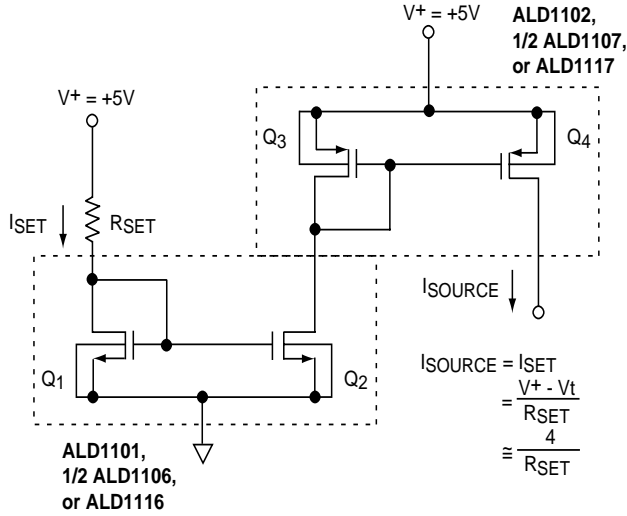 V+ = +5V
ALD1102,
1/2 ALD1107,
or ALD1117
V+ = +5V
Q3
Q4
ISET
RSET
ISOURCE
Q1
Q2
ISOURCE = ISET
= V+ - Vt
RSET
≅ 4
RSET
ALD1101,
1/2 ALD1106,
or ALD1116